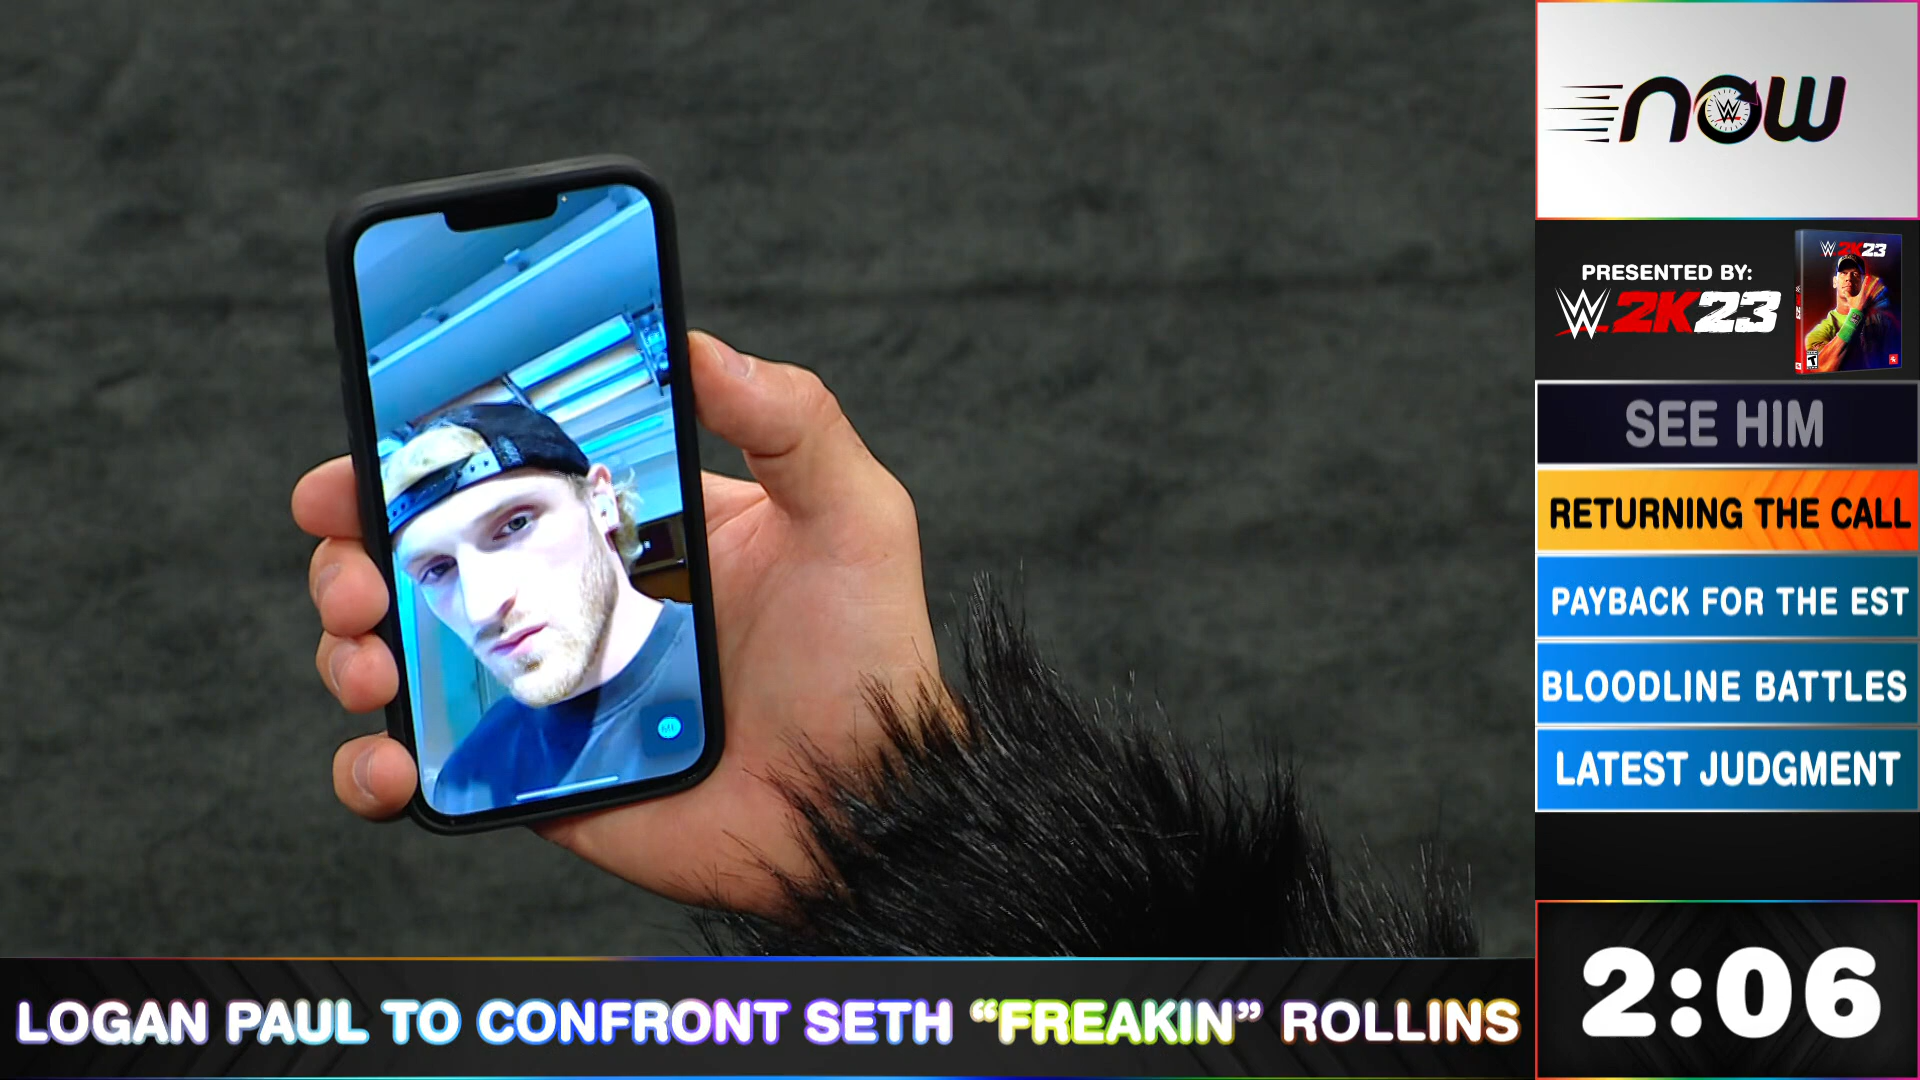 now
W
PRESENTED BY:
W 2K23
W 2K23
T
SEE HIM
RETURNING THE CALL
PAYBACK FOR THE EST
BLOODLINE BATTLES
LATEST JUDGMENT
2:06
LOGAN PAUL TO CONFRONT SETH “FREAKIN” ROLLINS